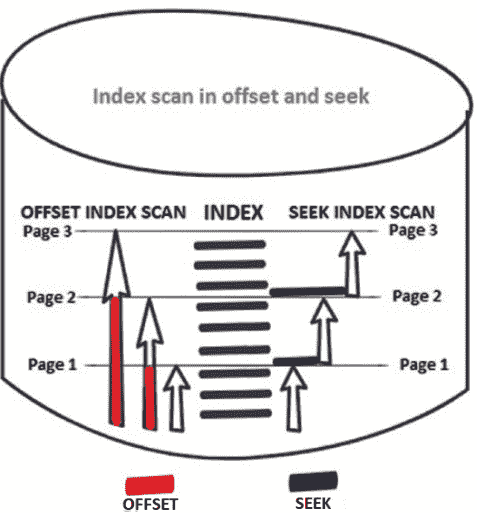 Index scan in offset and seek
OFFSET INDEX SCAN INDEX SEEK INDEX SCAN
Page 3 Page 3
Page 2 Page 2
Page 1 Page 1
OFFSET SEEK